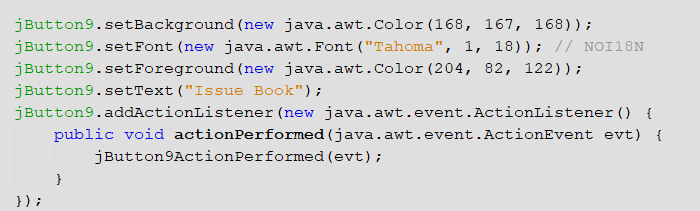 jButton9.setBackground(new java.awt.Color(168, 167, 168));
jButton9.setFont(new java.awt.Font("Tahoma", 1, 18)); // NOI18N
jButton9.setForeground(new java.awt.Color(204, 82, 122));
jButton9.setText("Issue Book");
jButton9.addActionListener(new java.awt.event.ActionListener() {
    public void actionPerformed(java.awt.event.ActionEvent evt) {
        jButton9ActionPerformed(evt);
    }
});